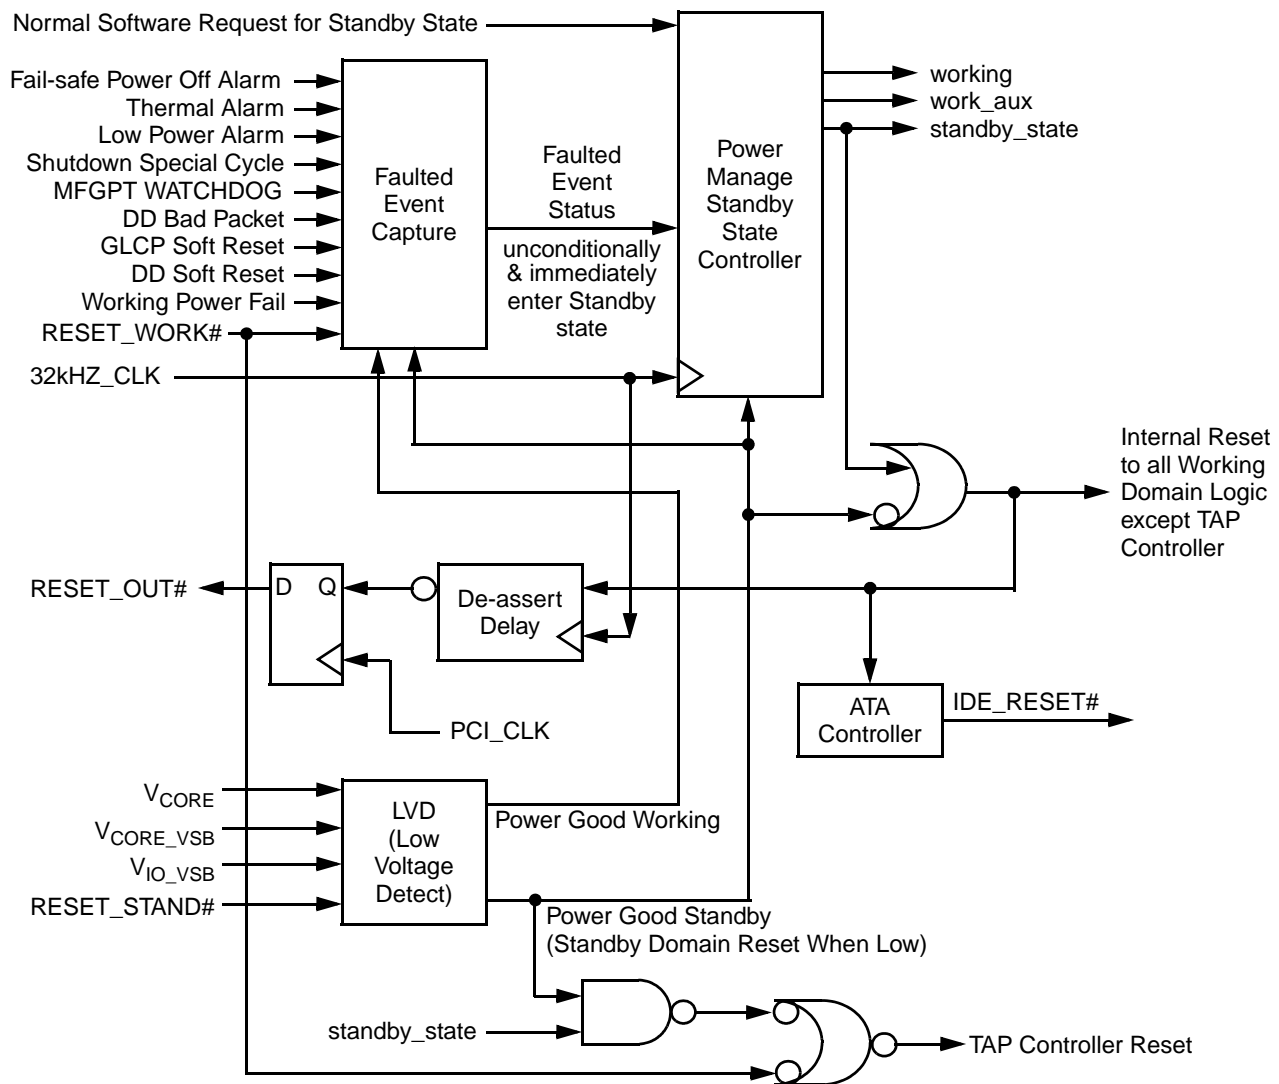 Normal Software Request for Standby State
Fail-safe Power Off Alarm
Thermal Alarm
Low Power Alarm
Shutdown Special Cycle
MFGPT WATCHDOG
DD Bad Packet
GLCP Soft Reset
DD Soft Reset
Working Power Fail
RESET_WORK#
32kHZ_CLK
Faulted
Event
Capture
Faulted
Event
Status
unconditionally
& immediately
enter Standby
state
Power
Manage
Standby
State
Controller
working
work_aux
standby_state
Internal Reset
to all Working
Domain Logic
except TAP
Controller
RESET_OUT#
D Q
De-assert
Delay
PCI_CLK
ATA
Controller
IDE_RESET#
VCORE
VCORE_VSB
VIO_VSB
RESET_STAND#
LVD
(Low
Voltage
Detect)
Power Good Working
Power Good Standby
(Standby Domain Reset When Low)
standby_state
TAP Controller Reset